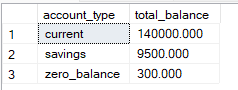 account_type total_balance
1 current 140000.000
2 savings 9500.000
3 zero_balance 300.000